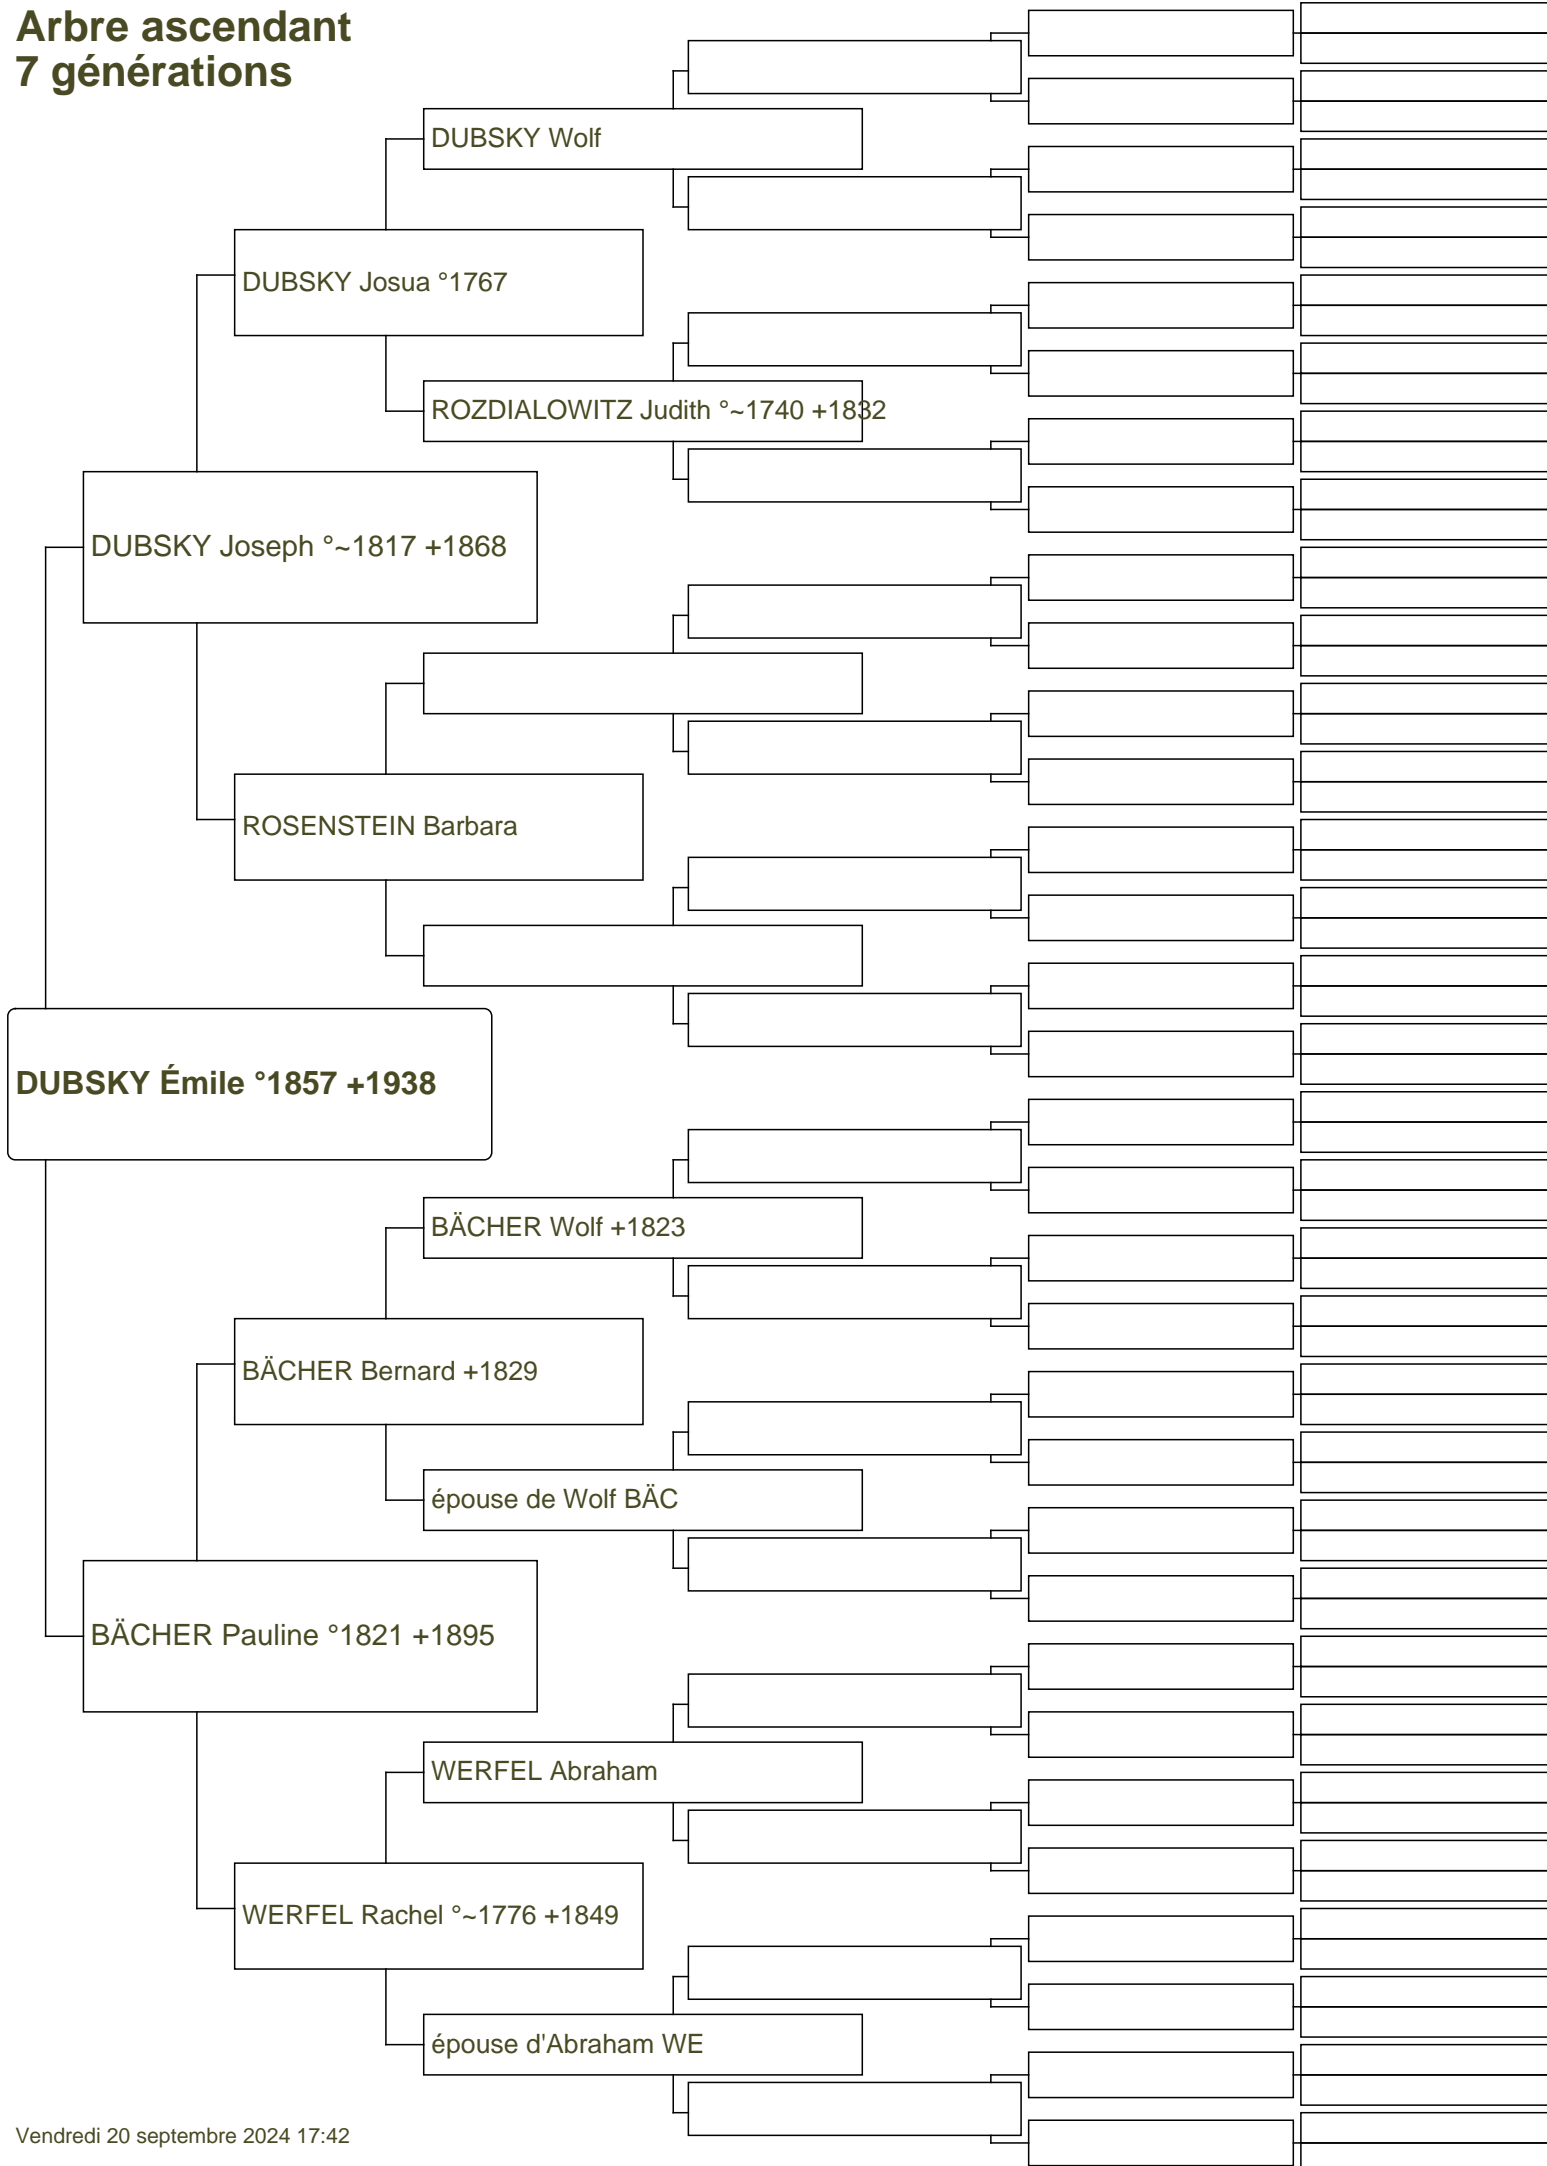 Arbre ascendant
7 générations
DUBSKY Wolf
DUBSKY Josua °1767
ROZDIALOWITZ Judith °~1740 +1832
DUBSKY Joseph °~1817 +1868
ROSENSTEIN Barbara
DUBSKY Émile °1857 +1938
BÄCHER Wolf +1823
BÄCHER Bernard +1829
épouse de Wolf BÄC
BÄCHER Pauline °1821 +1895
WERFEL Abraham
WERFEL Rachel °~1776 +1849
épouse d'Abraham WE
Vendredi 20 septembre 2024 17:42